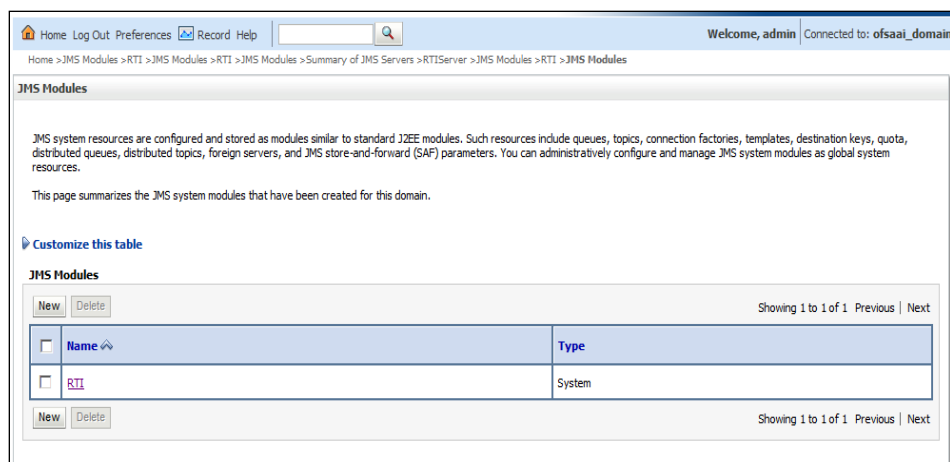 Home Log Out Preferences Record Help
Welcome, admin Connected to: ofsaai_domain
Home >JMS Modules >RTI >JMS Modules >RTI >JMS Modules >Summary of JMS Servers >RTIServer >JMS Modules >RTI >JMS Modules
JMS Modules
JMS system resources are configured and stored as modules similar to standard J2EE modules. Such resources include queues, topics, connection factories, templates, destination keys, quota,
distributed queues, distributed topics, foreign servers, and JMS store-and-forward (SAF) parameters. You can administratively configure and manage JMS system modules as global system
resources.
This page summarizes the JMS system modules that have been created for this domain.
Customize this table
JMS Modules
New Delete Showing 1 to 1 of 1 Previous | Next
Name Type
RTI System
New Delete Showing 1 to 1 of 1 Previous | Next